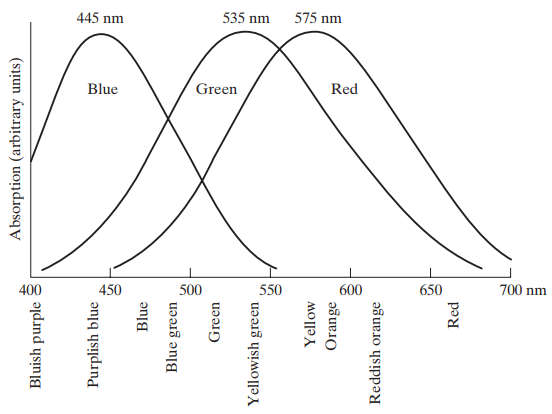 445 nm 535 nm 575 nm
Absorption (arbitrary units)
Blue Green Red
400 450 500 550 600 650 700 nm
Bluish purple
Purplish blue
Blue
Blue green
Green
Yellowish green
Yellow
Orange
Reddish orange
Red